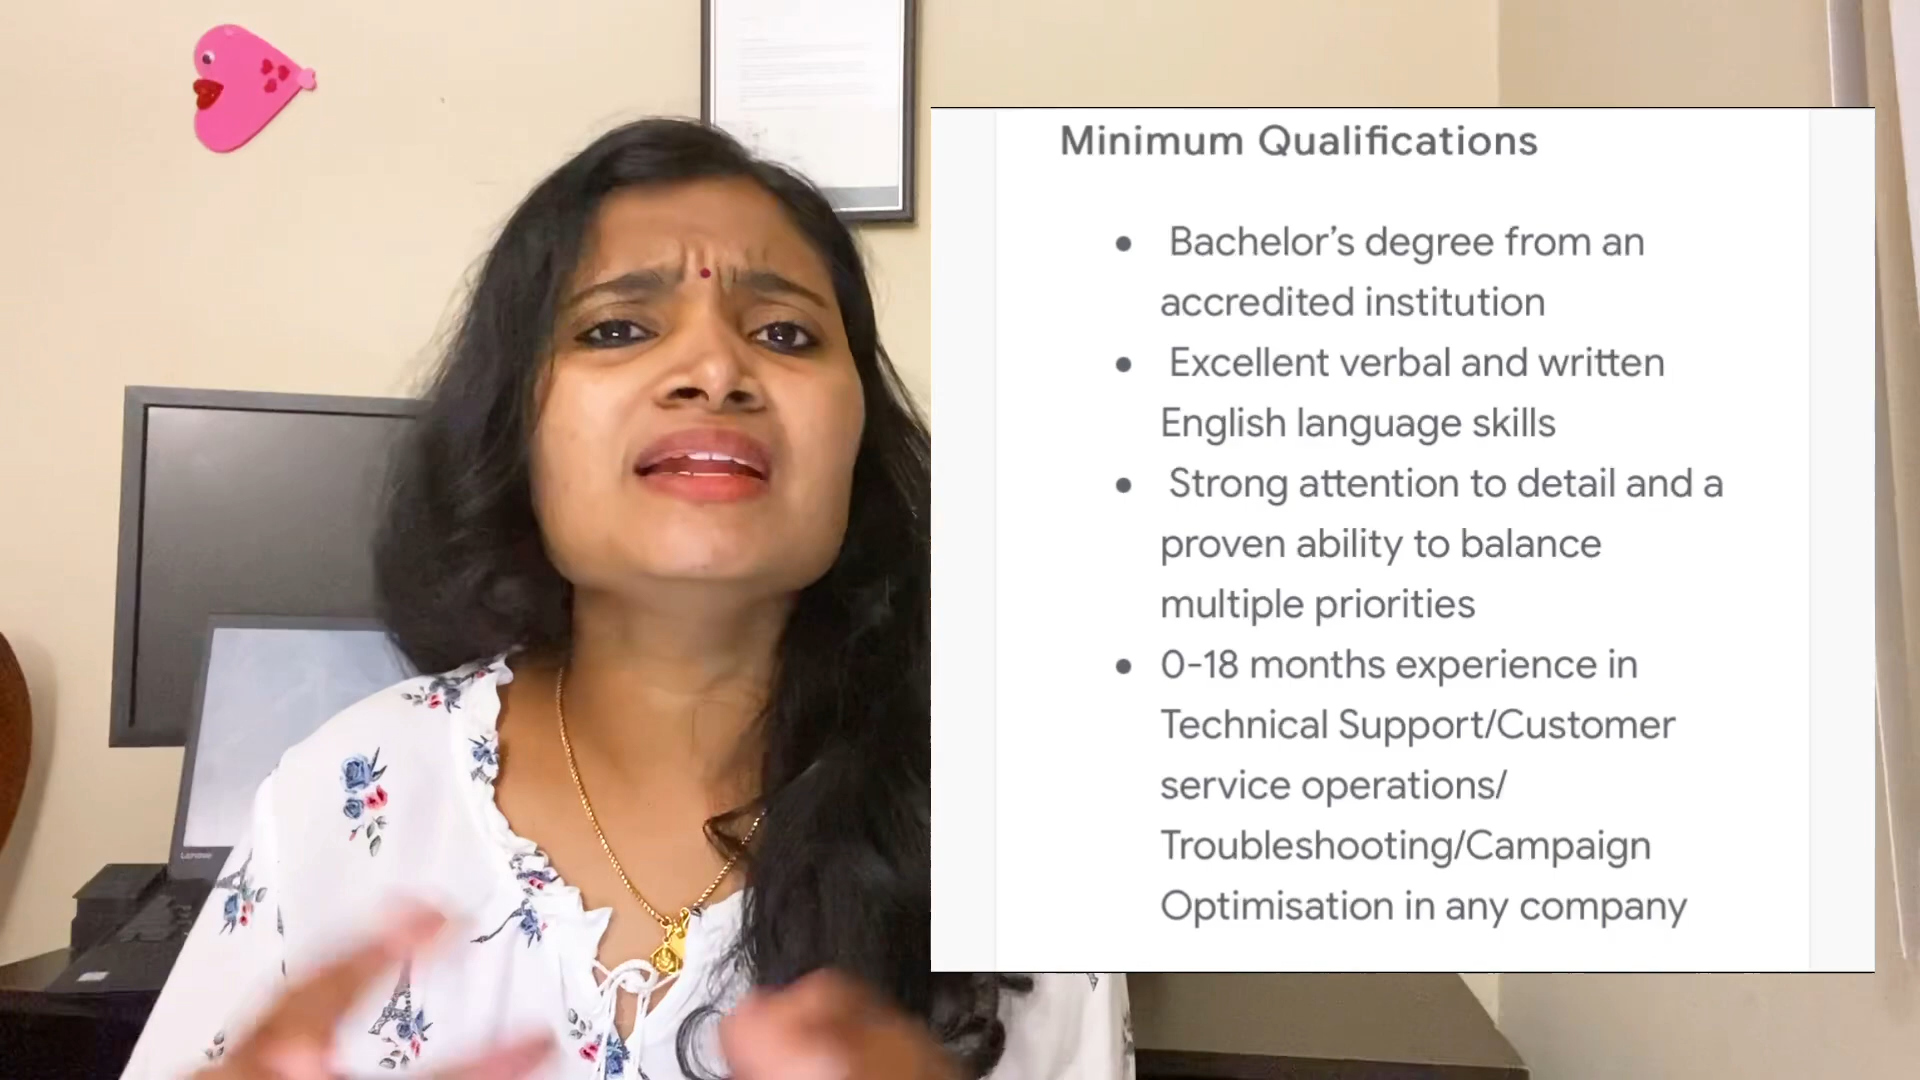 Minimum Qualifications
• Bachelor's degree from an
accredited institution
• Excellent verbal and written
English language skills
• Strong attention to detail and a
proven ability to balance
multiple priorities
• 0-18 months experience in
Technical Support/Customer
service operations/
Troubleshooting/Campaign
Optimisation in any company
Lenovo